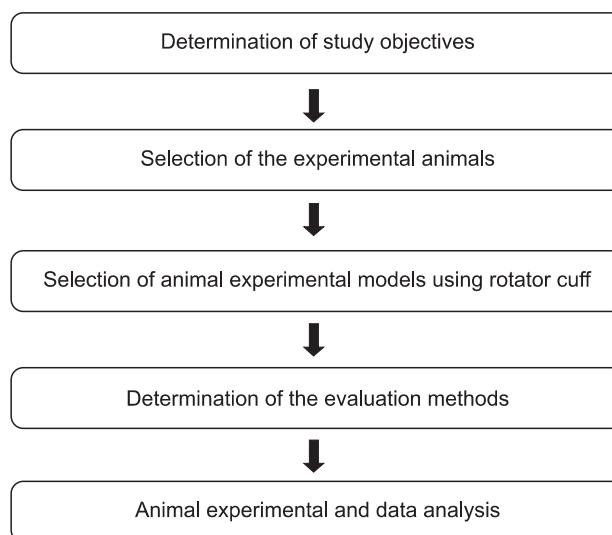 Determination of study objectives
Selection of the experimental animals
Selection of animal experimental models using rotator cuff
Determination of the evaluation methods
Animal experimental and data analysis